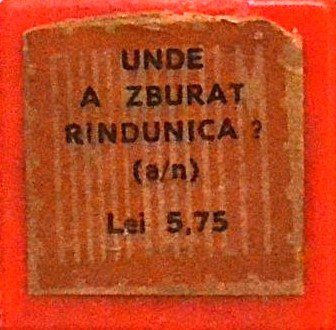 UNDE
A ZBURAT
RINDUNICA ?
(a/n)
Lei 5,75